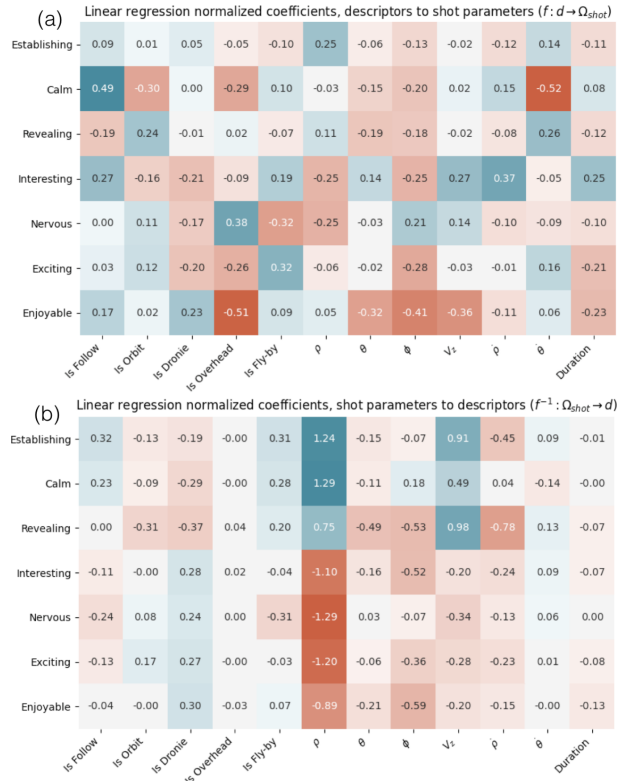 (a) Linear regression normalized coefficients, descriptors to shot parameters (f : d → Ω_shot)
Establishing 0.09 0.01 0.05 -0.05 -0.10 0.25 -0.06 -0.13 -0.02 -0.12 0.14 -0.11
Calm 0.49 -0.30 0.00 -0.29 0.10 -0.03 -0.15 -0.20 0.02 0.15 -0.52 0.08
Revealing -0.19 0.24 -0.01 0.02 -0.07 0.11 -0.19 -0.18 -0.02 -0.08 0.26 -0.12
Interesting 0.27 -0.16 -0.21 -0.09 0.19 -0.25 0.14 -0.25 0.27 0.37 -0.05 0.25
Nervous 0.00 0.11 -0.17 0.38 -0.32 -0.25 -0.03 0.21 0.14 -0.10 -0.09 -0.10
Exciting 0.03 0.12 -0.20 -0.26 0.32 -0.06 -0.02 -0.28 -0.03 -0.01 0.16 -0.21
Enjoyable 0.17 0.02 0.23 -0.51 0.09 0.05 -0.32 -0.41 -0.36 -0.11 0.06 -0.23
Is Follow Is Orbit Is Dronie Is Overhead Is Fly-by ρ θ ϕ V_z ρ̇ θ̇ Duration
(b) Linear regression normalized coefficients, shot parameters to descriptors (f⁻¹ : Ω_shot → d)
Establishing 0.32 -0.13 -0.19 -0.00 0.31 1.24 -0.15 -0.07 0.91 -0.45 0.09 -0.01
Calm 0.23 -0.09 -0.29 -0.00 0.28 1.29 -0.11 0.18 0.49 0.04 -0.14 -0.00
Revealing 0.00 -0.31 -0.37 0.04 0.20 0.75 -0.49 -0.53 0.98 -0.78 0.13 -0.07
Interesting -0.11 -0.00 0.28 0.02 -0.04 -1.10 -0.16 -0.52 -0.20 -0.24 0.09 -0.07
Nervous -0.24 0.08 0.24 0.00 -0.31 -1.29 0.03 -0.07 -0.34 -0.13 0.06 0.00
Exciting -0.13 0.17 0.27 -0.00 -0.03 -1.20 -0.06 -0.36 -0.28 -0.23 0.01 -0.08
Enjoyable -0.04 -0.00 0.30 -0.03 0.07 -0.89 -0.21 -0.59 -0.20 -0.15 -0.00 -0.13
Is Follow Is Orbit Is Dronie Is Overhead Is Fly-by ρ θ ϕ V_z ρ̇ θ̇ Duration